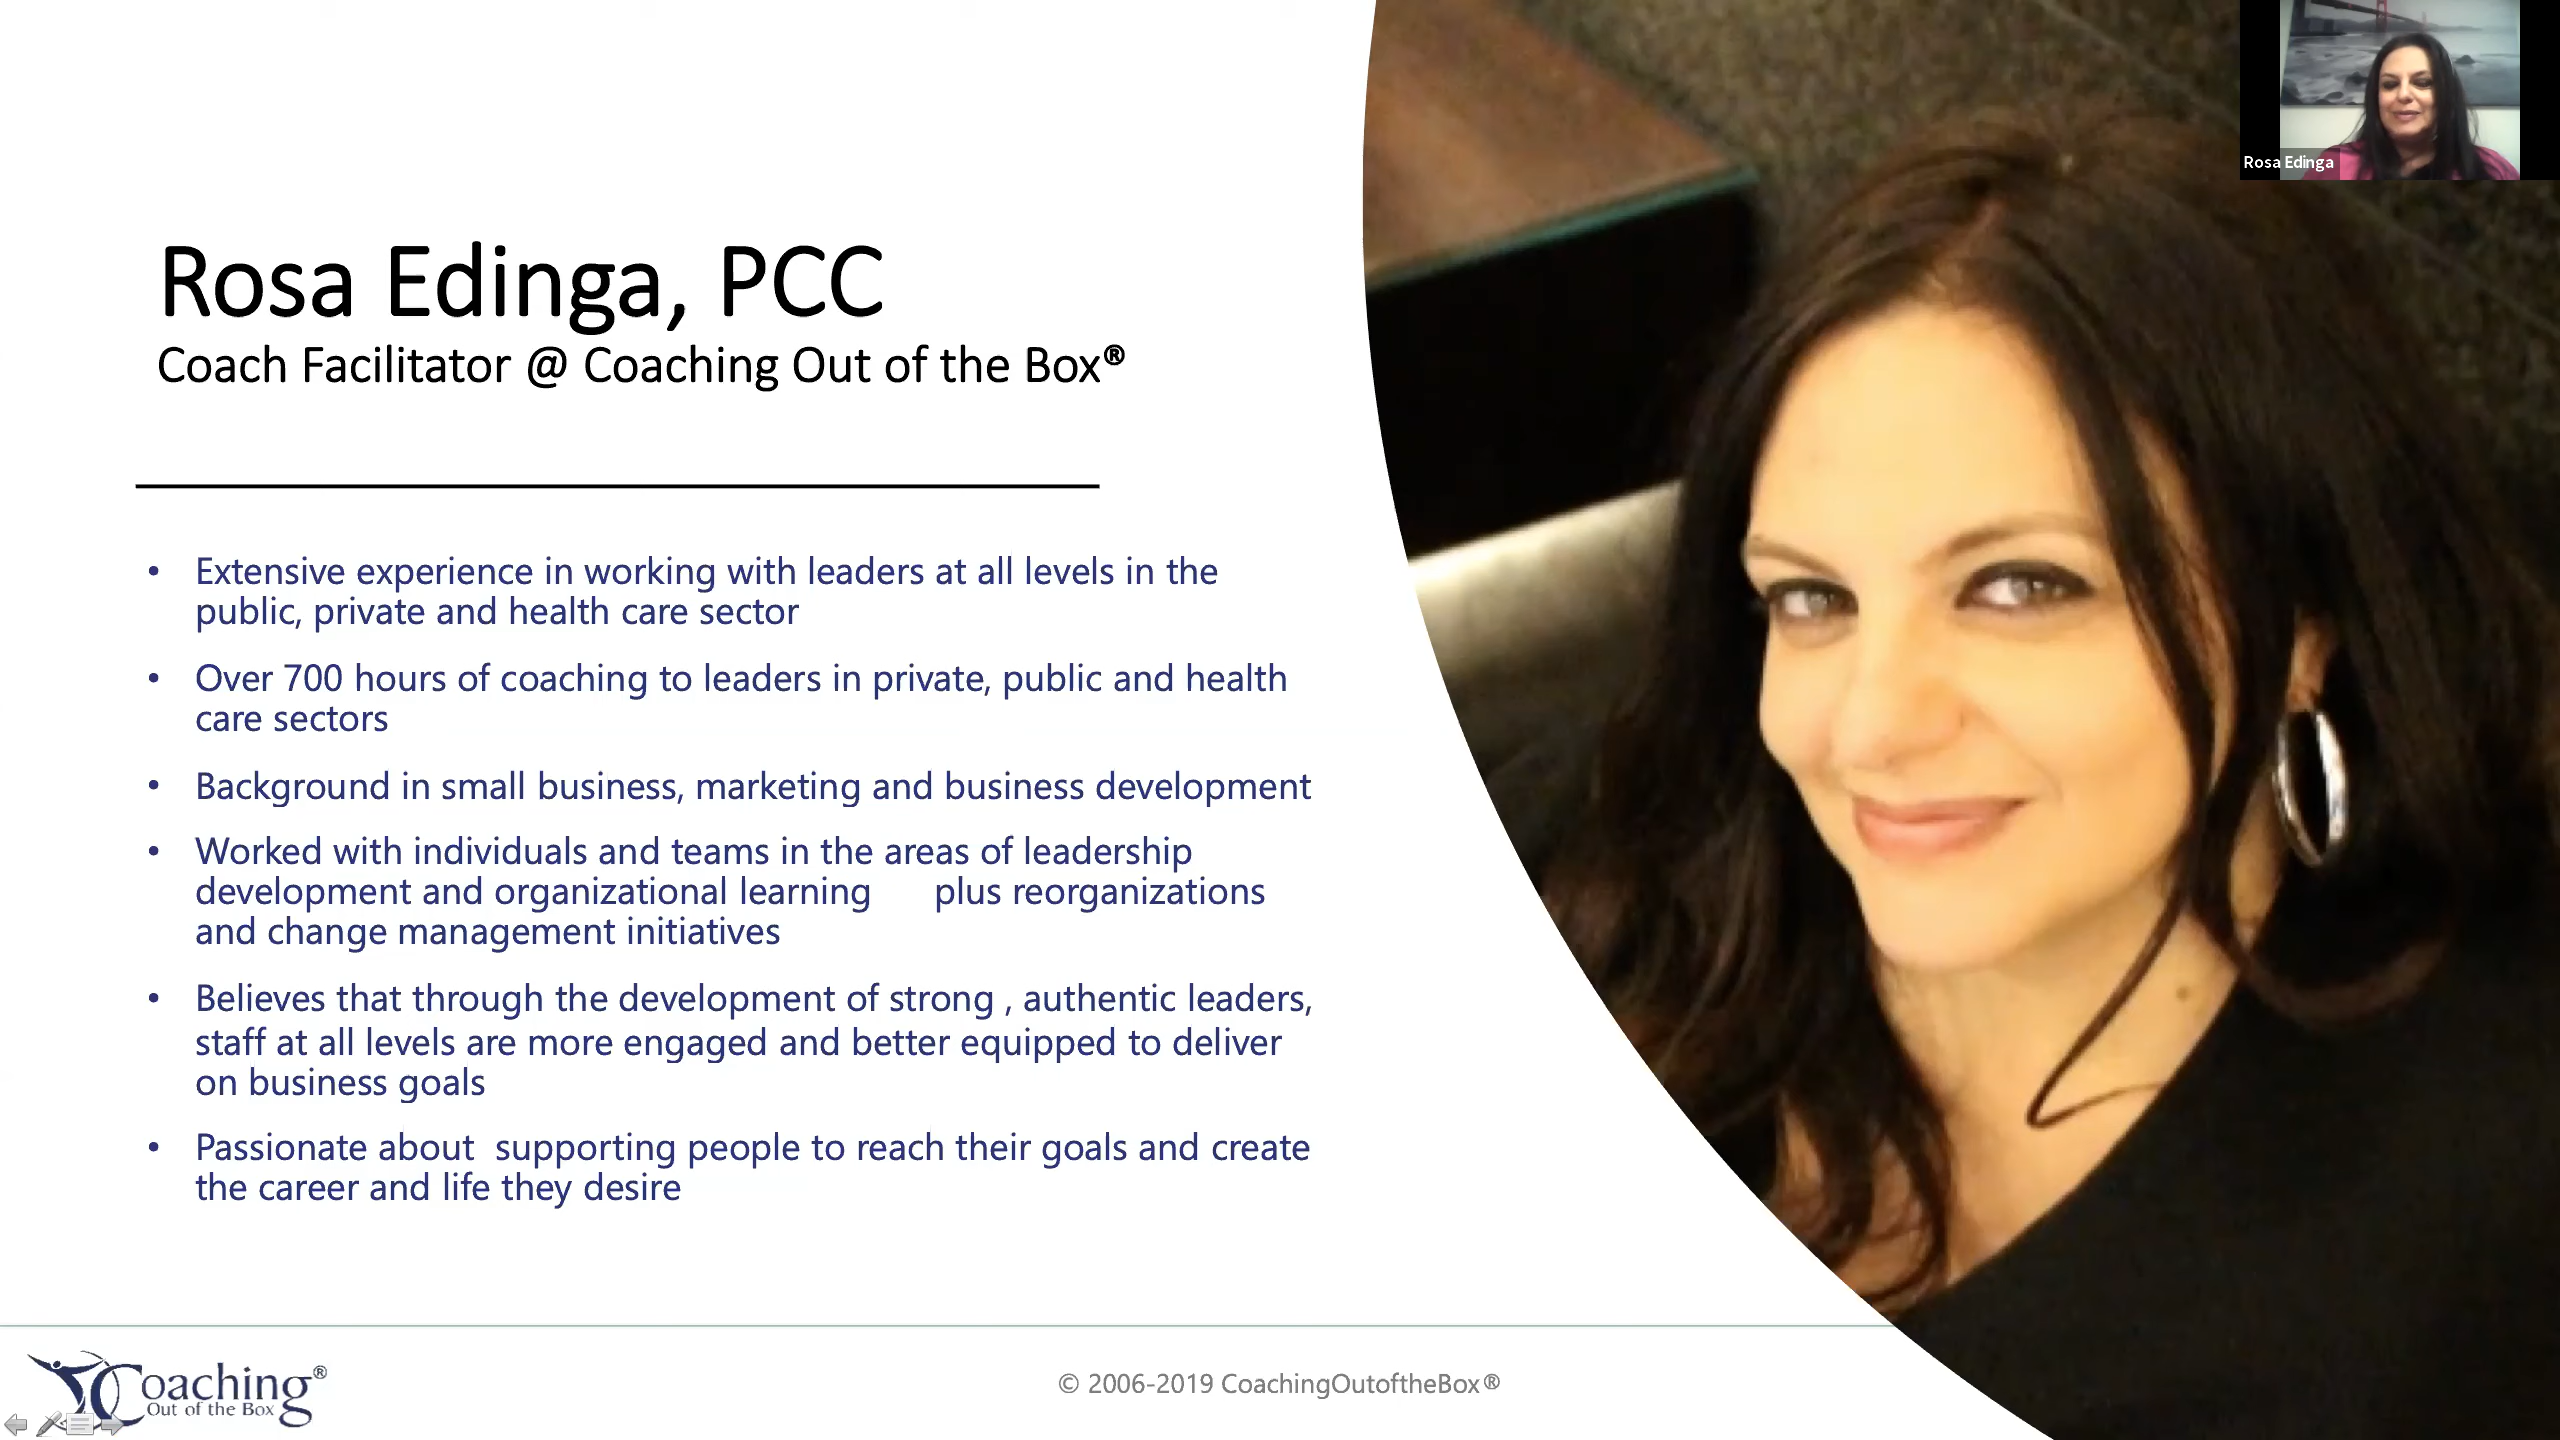 Rosa Edinga
Rosa Edinga, PCC
Coach Facilitator @ Coaching Out of the Box®
• Extensive experience in working with leaders at all levels in the
public, private and health care sector
• Over 700 hours of coaching to leaders in private, public and health
care sectors
• Background in small business, marketing and business development
• Worked with individuals and teams in the areas of leadership
development and organizational learning      plus reorganizations
and change management initiatives
• Believes that through the development of strong , authentic leaders,
staff at all levels are more engaged and better equipped to deliver
on business goals
• Passionate about  supporting people to reach their goals and create
the career and life they desire
Coaching®
Out of the Box
© 2006-2019 CoachingOutoftheBox®